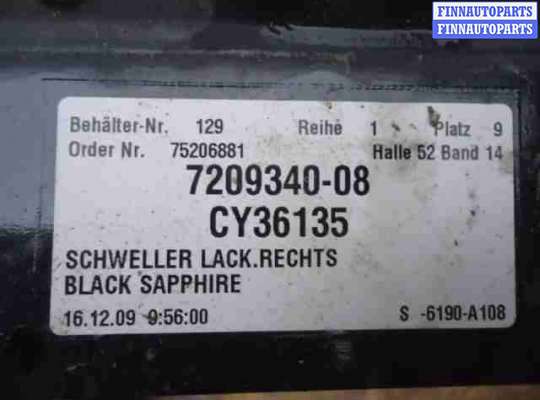 FINNAUTOPARTS
FINNAUTOPARTS
Behälter-Nr. 129 Reihe 1 Platz 9
Order Nr. 75206881 Halle 52 Band 14
7209340-08
CY36135
SCHWELLER LACK.RECHTS
BLACK SAPPHIRE
16.12.09 9:56:00 S -6190-A108